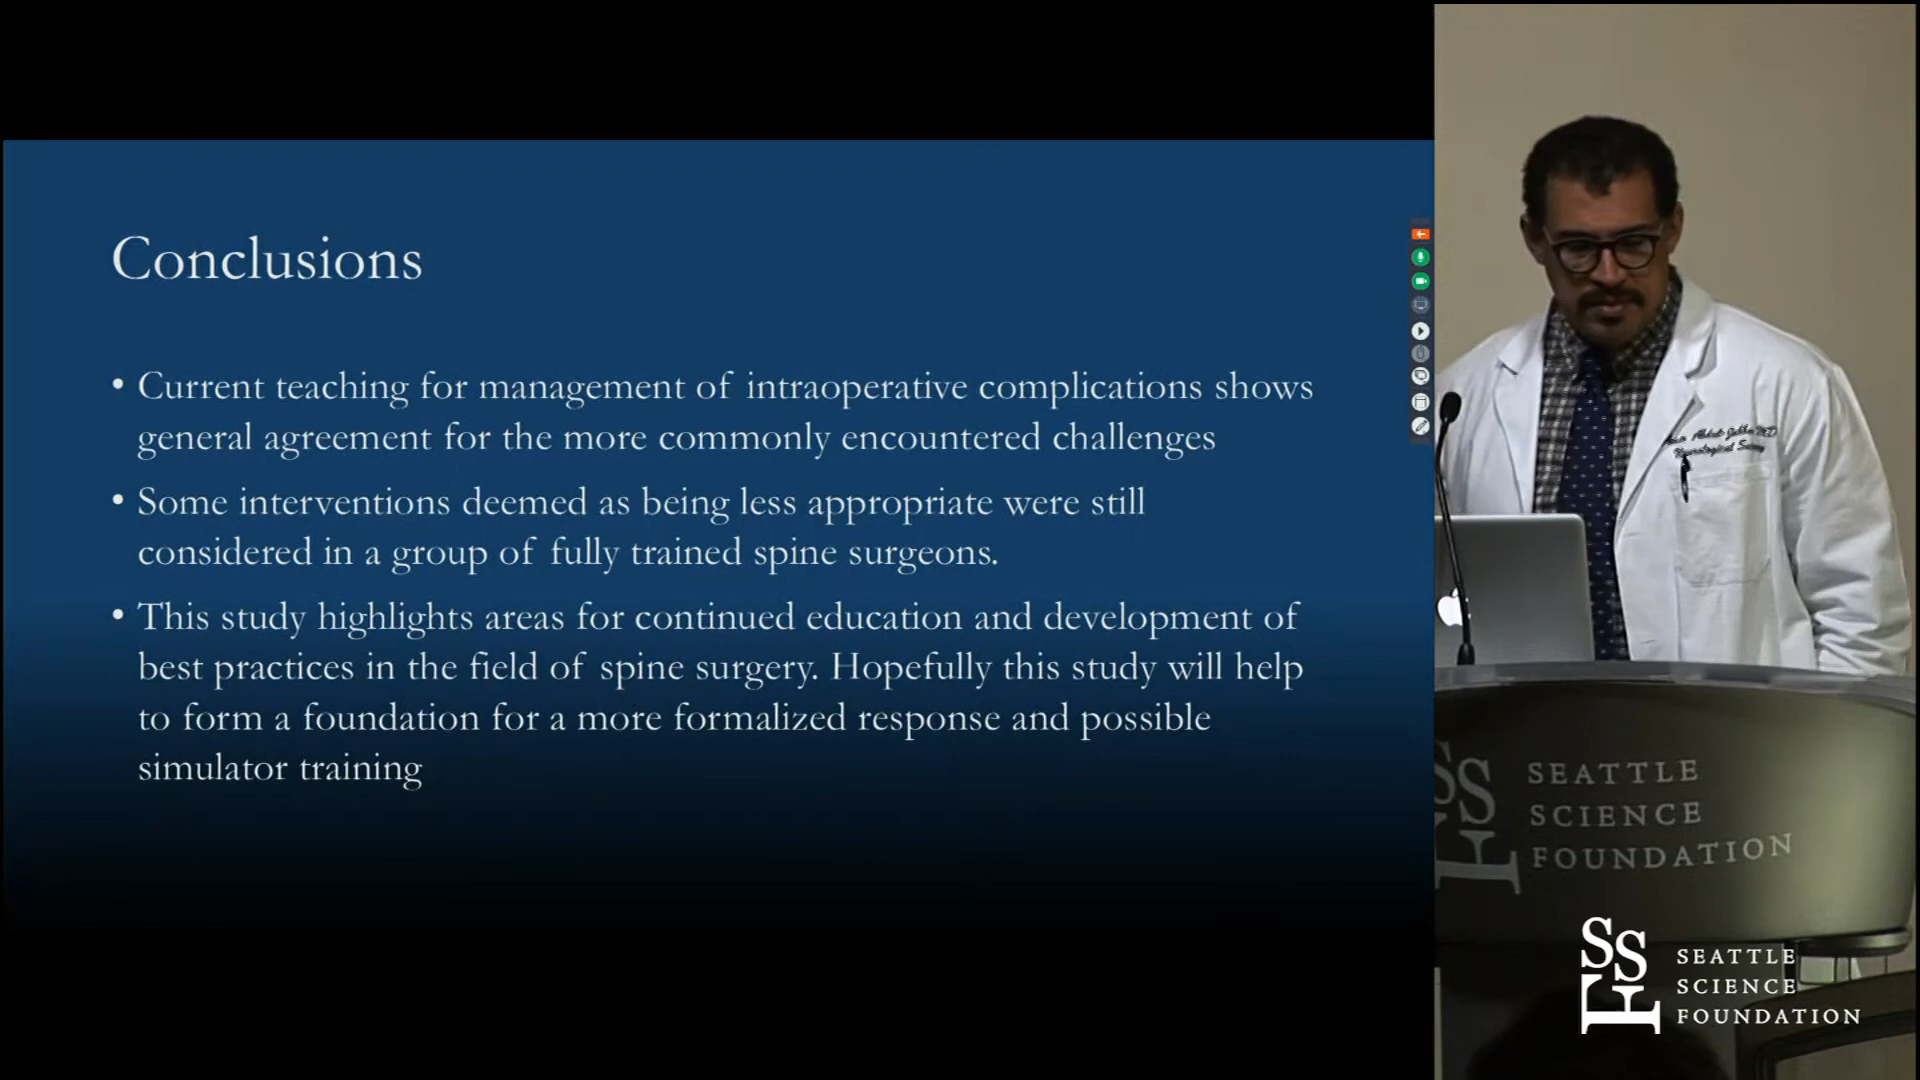 Conclusions
• Current teaching for management of intraoperative complications shows
general agreement for the more commonly encountered challenges
• Some interventions deemed as being less appropriate were still
considered in a group of fully trained spine surgeons.
• This study highlights areas for continued education and development of
best practices in the field of spine surgery. Hopefully this study will help
to form a foundation for a more formalized response and possible
simulator training
M.D.
Neurological Surgery
SEATTLE
SCIENCE
FOUNDATION
SSF
SEATTLE
SCIENCE
FOUNDATION